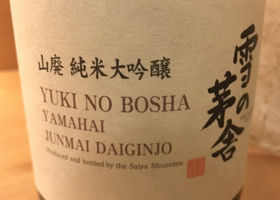 山廃 純米大吟醸
YUKI NO BOSHA
YAMAHAI
JUNMAI DAIGINJO
Produced and bottled by the Saiya Shuzoten
雪の茅舎